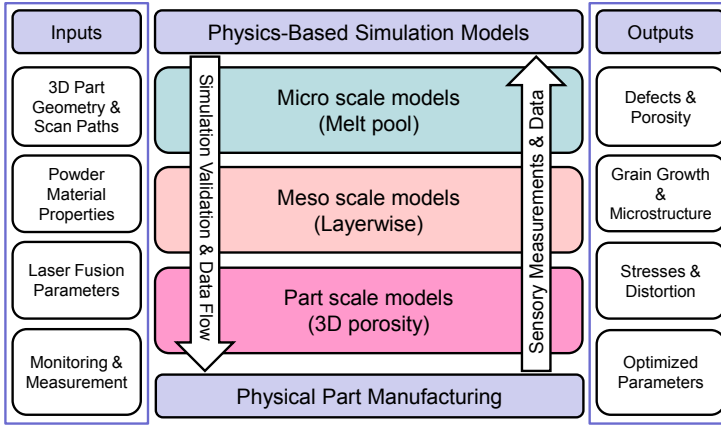 Inputs
3D Part
Geometry &
Scan Paths
Powder
Material
Properties
Laser Fusion
Parameters
Monitoring &
Measurement
Physics-Based Simulation Models
Simulation Validation & Data Flow
Micro scale models
(Melt pool)
Meso scale models
(Layerwise)
Part scale models
(3D porosity)
Sensory Measurements & Data
Physical Part Manufacturing
Outputs
Defects &
Porosity
Grain Growth
&
Microstructure
Stresses &
Distortion
Optimized
Parameters